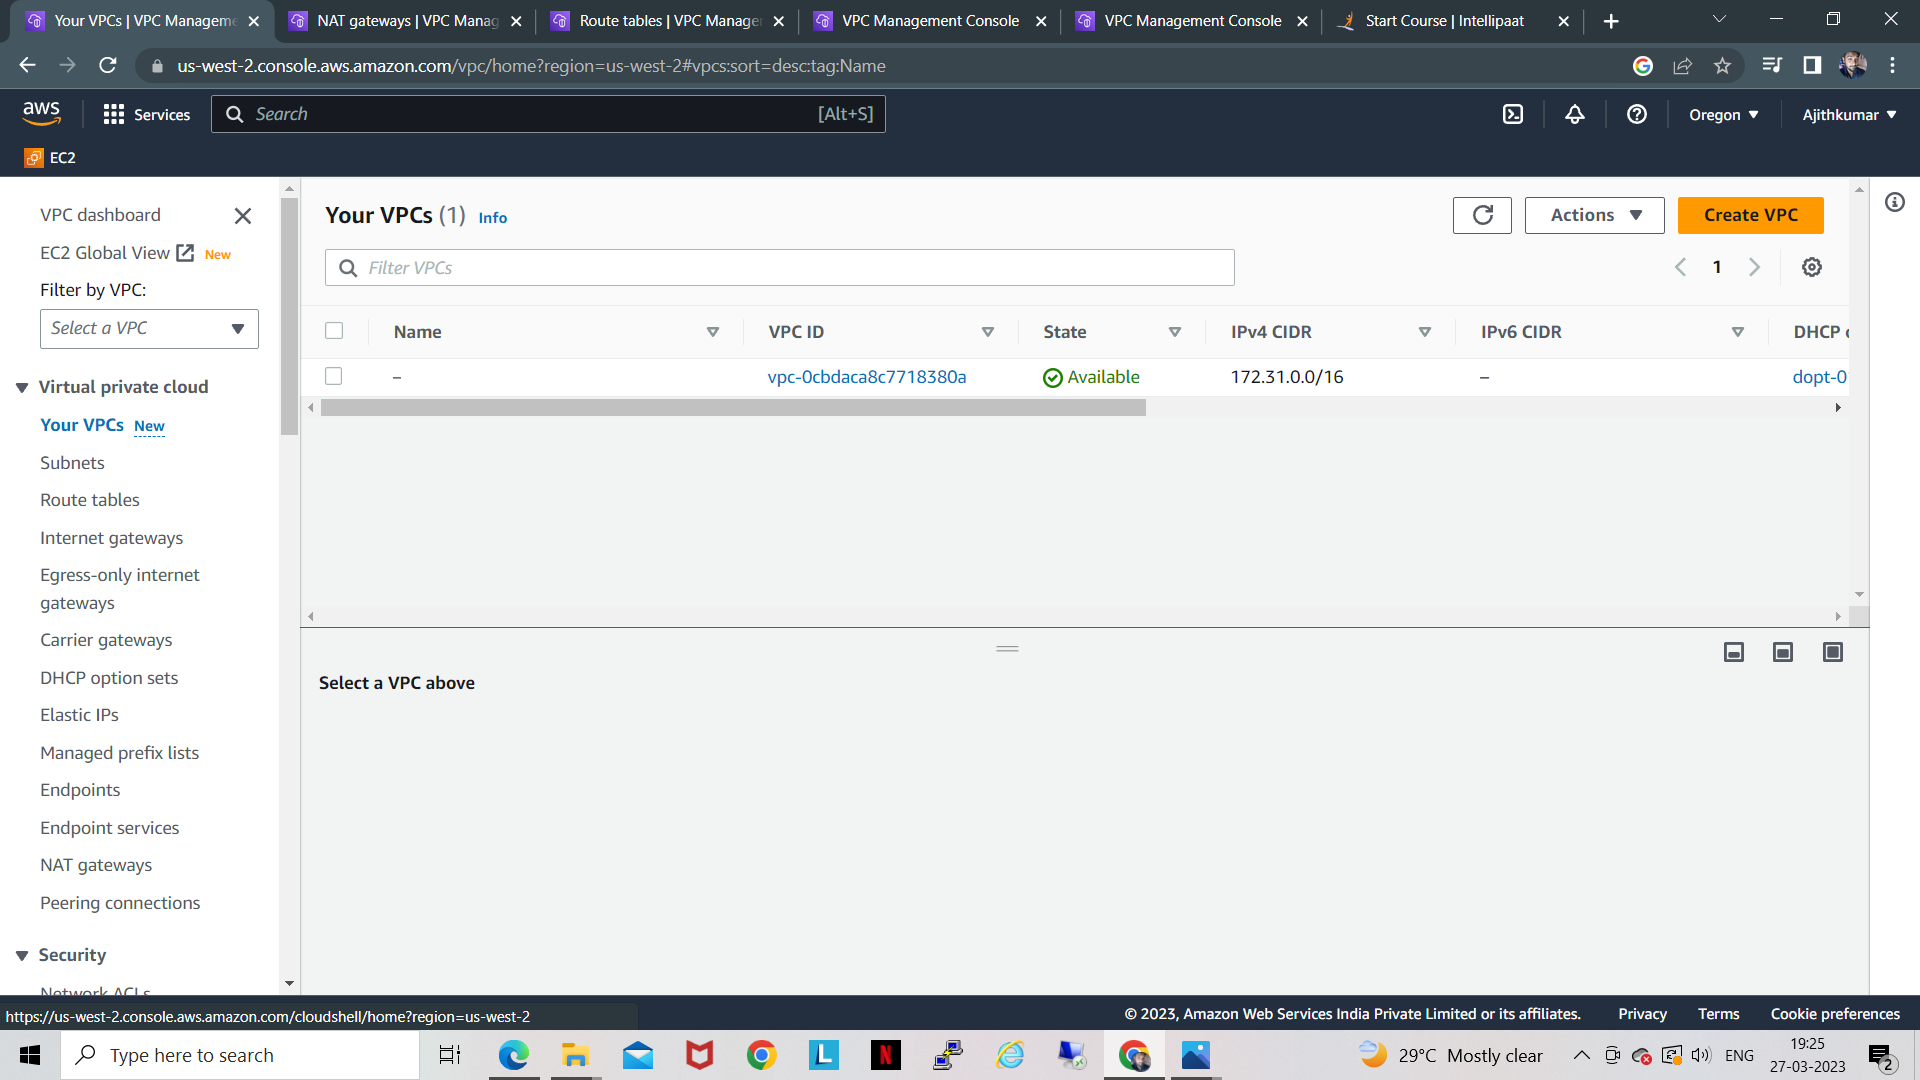 Your VPCs | VPC Manageme
NAT gateways | VPC Manag
Route tables | VPC Manager
VPC Management Console
VPC Management Console
Start Course | Intellipaat
us-west-2.console.aws.amazon.com/vpc/home?region=us-west-2#vpcs:sort=desc:tag:Name
aws
Services
Search
[Alt+S]
Oregon
Ajithkumar
EC2
VPC dashboard
EC2 Global View New
Filter by VPC:
Select a VPC
Virtual private cloud
Your VPCs New
Subnets
Route tables
Internet gateways
Egress-only internet
gateways
Carrier gateways
DHCP option sets
Elastic IPs
Managed prefix lists
Endpoints
Endpoint services
NAT gateways
Peering connections
Security
Network ACLs
Your VPCs (1) Info
Actions
Create VPC
Filter VPCs
1
Name VPC ID State IPv4 CIDR IPv6 CIDR DHCP
– vpc-0cbdaca8c7718380a Available 172.31.0.0/16 – dopt-0
Select a VPC above
https://us-west-2.console.aws.amazon.com/cloudshell/home?region=us-west-2
© 2023, Amazon Web Services India Private Limited or its affiliates. Privacy Terms Cookie preferences
Type here to search
L
N
29°C Mostly clear
ENG
19:25
27-03-2023
2